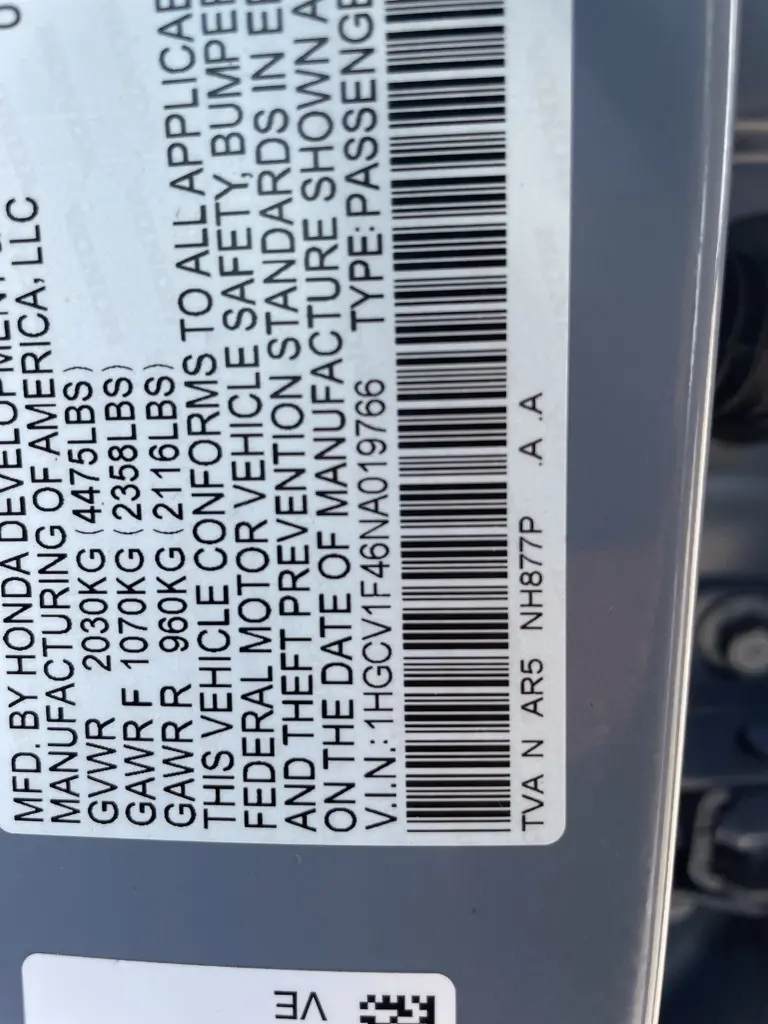 MFD. BY HONDA DEVELOPMENT &
MANUFACTURING OF AMERICA, LLC
GVWR 2030KG (4475LBS)
GAWR F 1070KG (2358LBS)
GAWR R 960KG (2116LBS)
THIS VEHICLE CONFORMS TO ALL APPLICAB
FEDERAL MOTOR VEHICLE SAFETY, BUMPER
AND THEFT PREVENTION STANDARDS IN EF
ON THE DATE OF MANUFACTURE SHOWN A
V.I.N.: 1HGCV1F46NA019766 TYPE: PASSENGE
TVA N AR5 NH877P .A .A
VE